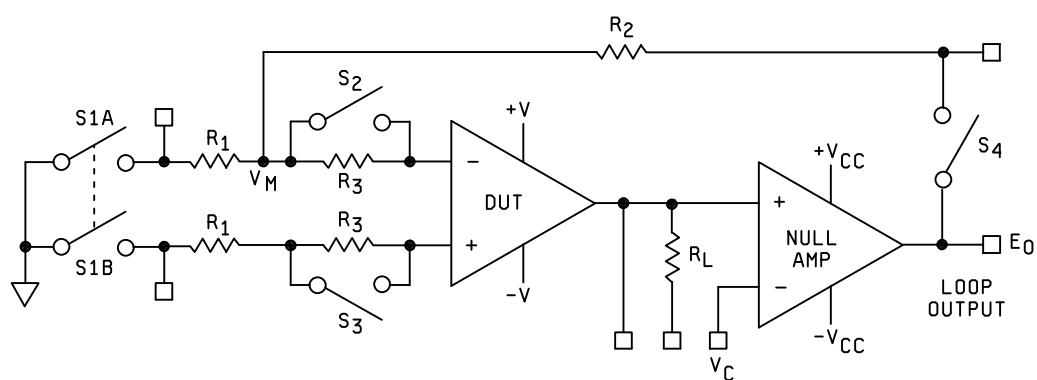 R2
S2
S1A
R1
+V
VM
R3
S4
+VCC
DUT
R1
R3
S1B
RL
NULL
AMP
EO
−V
S3
LOOP
OUTPUT
−VCC
VC